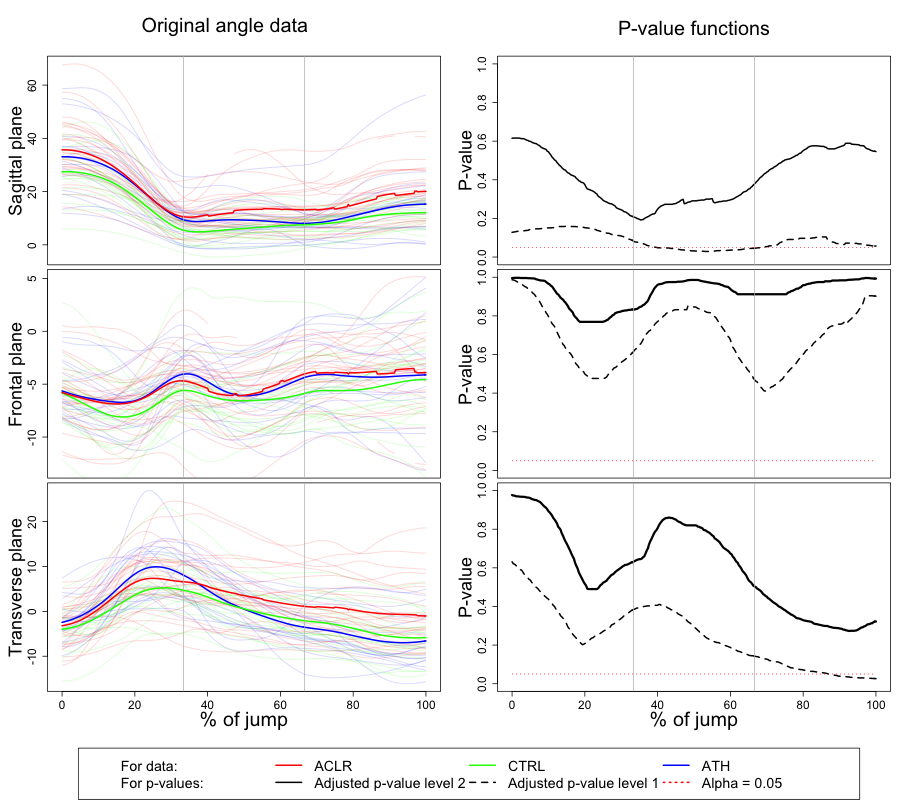 Original angle data
P-value functions
Sagittal plane
0 20 40 60
P-value
0.0 0.2 0.4 0.6 0.8 1.0
Frontal plane
-10 -5 0 5
P-value
0.0 0.2 0.4 0.6 0.8 1.0
Transverse plane
-10 0 10 20
P-value
0.0 0.2 0.4 0.6 0.8 1.0
0 20 40 60 80 100
% of jump
0 20 40 60 80 100
% of jump
For data: ACLR CTRL ATH
For p-values: Adjusted p-value level 2 Adjusted p-value level 1 Alpha = 0.05